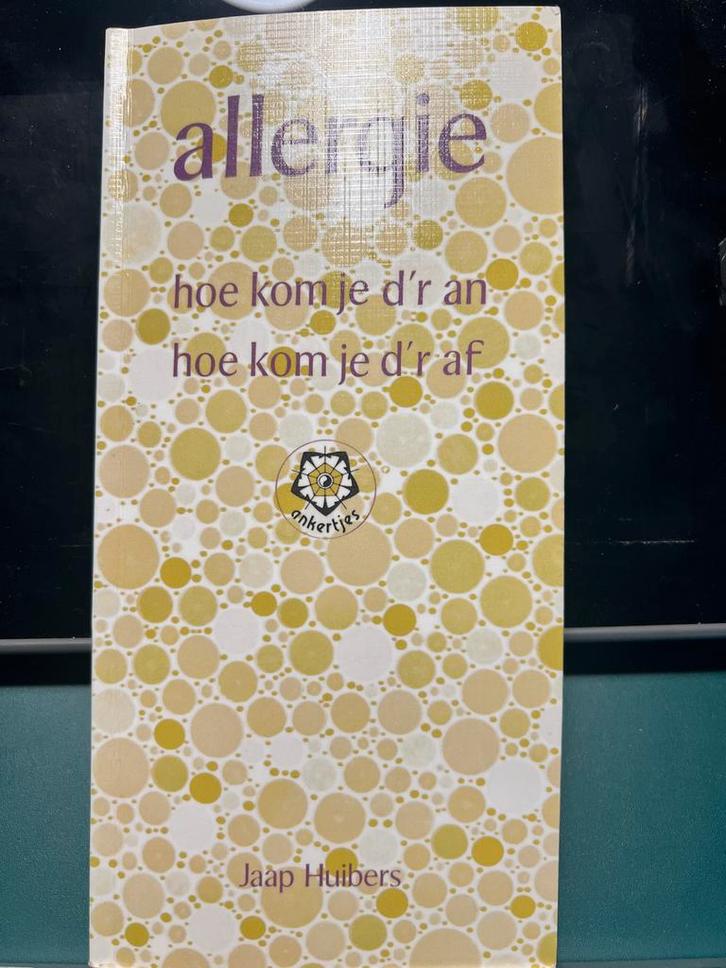 allergie
hoe kom je d'r an
hoe kom je d'r af
ankertjes
Jaap Huibers